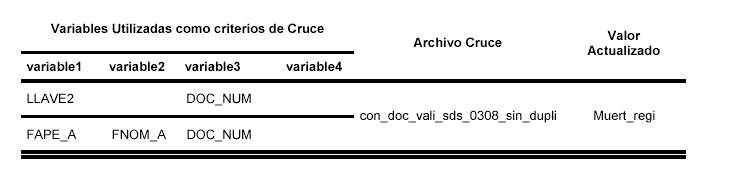 Variables Utilizadas como criterios de Cruce Archivo Cruce Valor Actualizado
variable1 variable2 variable3 variable4
LLAVE2 DOC_NUM
con_doc_vali_sds_0308_sin_dupli Muert_regi
FAPE_A FNOM_A DOC_NUM